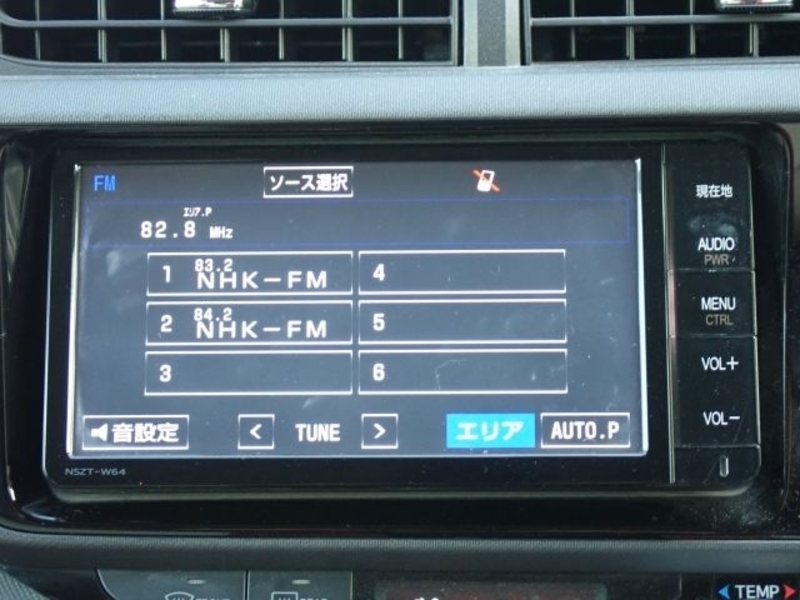 FM ソース選択
エリア.P
82.8 MHz
1 83.2 NHK-FM
4
2 84.2 NHK-FM
5
3
6
音設定 < TUNE > エリア AUTO.P
NSZT-W64
現在地
AUDIO
PWR
MENU
CTRL
VOL+
VOL-
TEMP